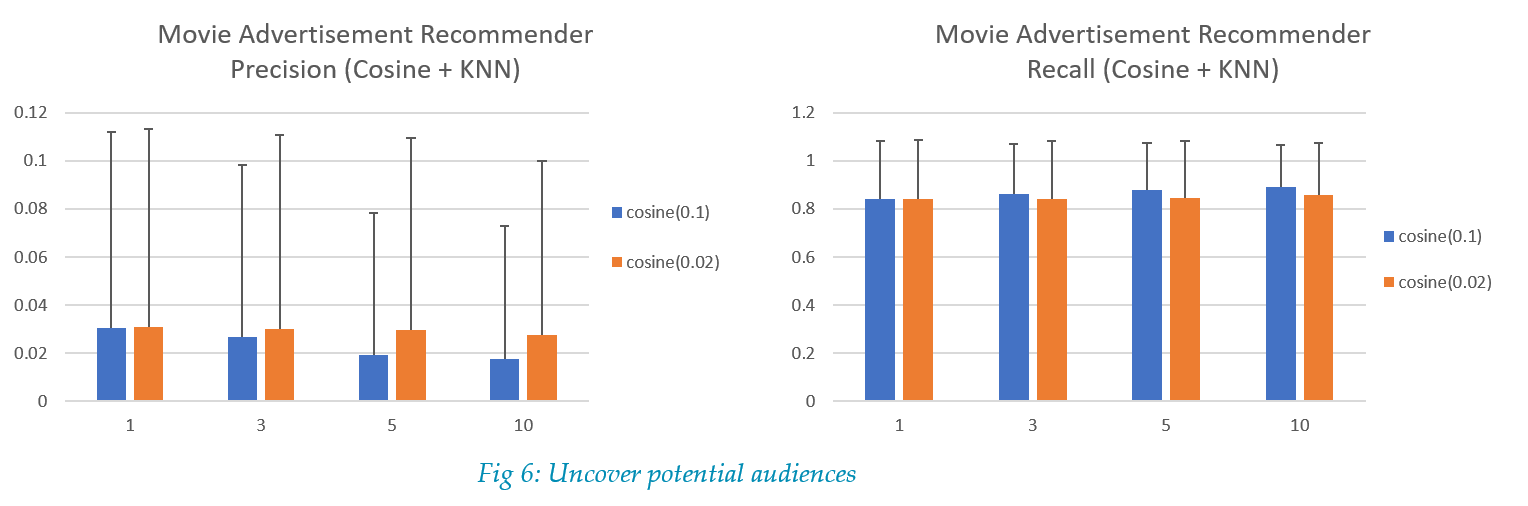 Movie Advertisement Recommender
Precision (Cosine + KNN)
0.12
0.1
0.08
0.06
0.04
0.02
0
1
3
5
10
cosine(0.1)
cosine(0.02)
Movie Advertisement Recommender
Recall (Cosine + KNN)
1.2
1
0.8
0.6
0.4
0.2
0
1
3
5
10
cosine(0.1)
cosine(0.02)
Fig 6: Uncover potential audiences